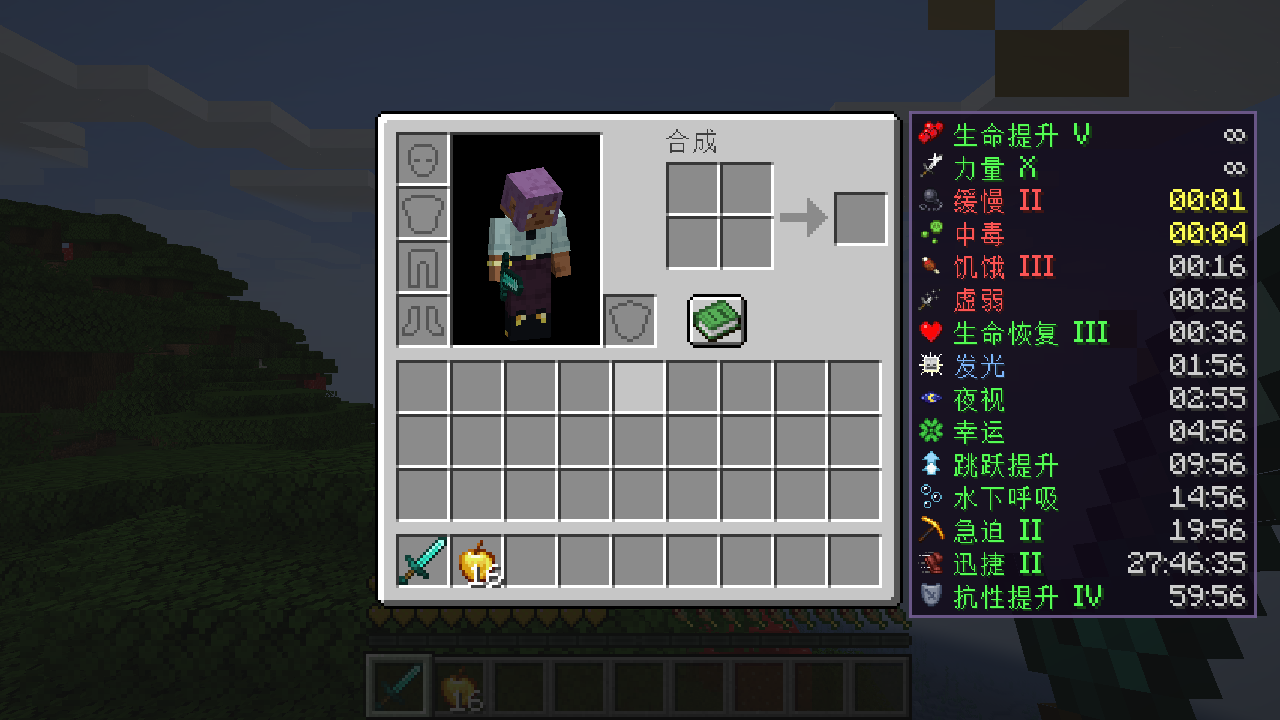 合成
生命提升 V ∞
力量 X ∞
缓慢 II 00:01
中毒 00:04
饥饿 III 00:16
虚弱 00:26
生命恢复 III 00:36
发光 01:56
夜视 02:55
幸运 04:56
跳跃提升 09:56
水下呼吸 14:56
急迫 II 19:56
迅捷 II 27:46:35
抗性提升 IV 59:56
16
16